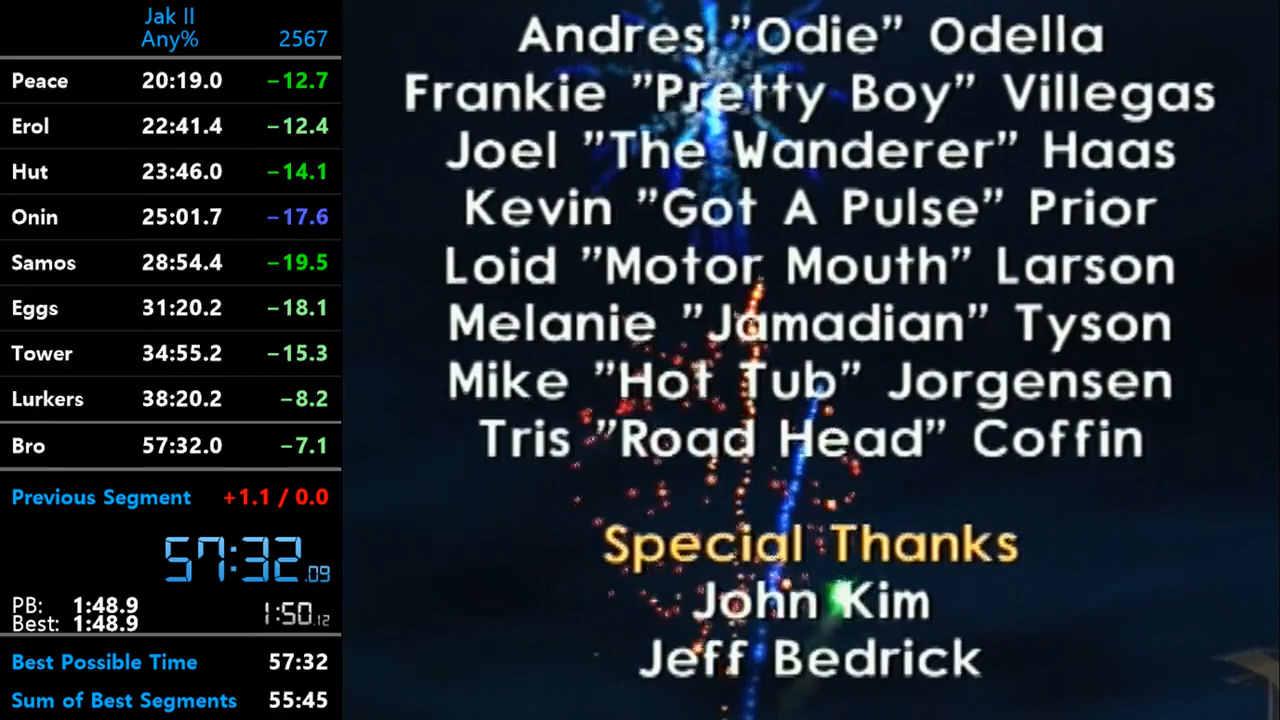 Jak II
Any% 2567
Peace 20:19.0 −12.7
Erol 22:41.4 −12.4
Hut 23:46.0 −14.1
Onin 25:01.7 −17.6
Samos 28:54.4 −19.5
Eggs 31:20.2 −18.1
Tower 34:55.2 −15.3
Lurkers 38:20.2 −8.2
Bro 57:32.0 −7.1
Previous Segment +1.1 / 0.0
57:32.09
PB: 1:48.9
Best: 1:48.9
1:50.12
Best Possible Time 57:32
Sum of Best Segments 55:45
Andres "Odie" Odella
Frankie "Pretty Boy" Villegas
Joel "The Wanderer" Haas
Kevin "Got A Pulse" Prior
Loid "Motor Mouth" Larson
Melanie "Jamadian" Tyson
Mike "Hot Tub" Jorgensen
Tris "Road Head" Coffin
Special Thanks
John Kim
Jeff Bedrick